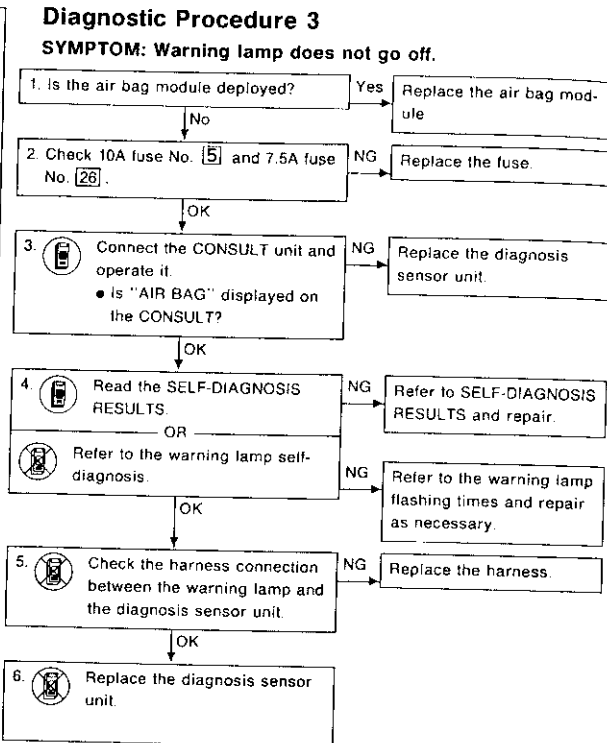 Diagnostic Procedure 3
SYMPTOM: Warning lamp does not go off.
1. Is the air bag module deployed?
Yes
Replace the air bag mod-
ule
No
2. Check 10A fuse No. 5 and 7.5A fuse
No. 26.
NG
Replace the fuse.
OK
3. Connect the CONSULT unit and
operate it.
● Is "AIR BAG" displayed on
the CONSULT?
NG
Replace the diagnosis
sensor unit.
OK
4. Read the SELF-DIAGNOSIS
RESULTS.
NG
Refer to SELF-DIAGNOSIS
RESULTS and repair.
OR
Refer to the warning lamp self-
diagnosis.
NG
Refer to the warning lamp
flashing times and repair
as necessary.
OK
5. Check the harness connection
between the warning lamp and
the diagnosis sensor unit.
NG
Replace the harness.
OK
6. Replace the diagnosis sensor
unit.